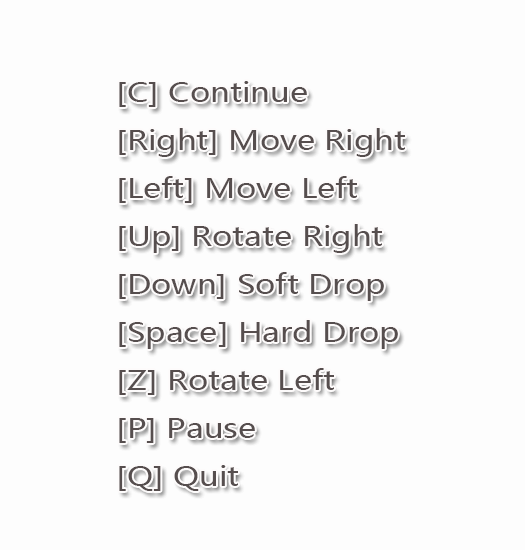 [C] Continue
[Right] Move Right
[Left] Move Left
[Up] Rotate Right
[Down] Soft Drop
[Space] Hard Drop
[Z] Rotate Left
[P] Pause
[Q] Quit